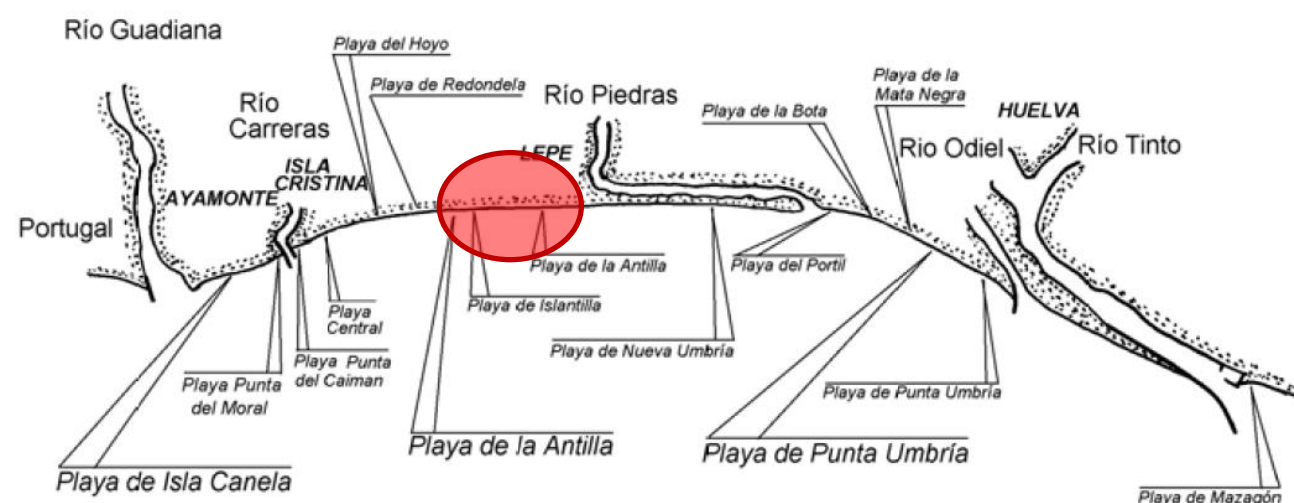 Río Guadiana
Playa del Hoyo
Playa de Redondela
Río
Carreras
Río Piedras
Playa de la Bota
Playa de la
Mata Negra
HUELVA
Rio Odiel
Río Tinto
LEPE
ISLA
CRISTINA
AYAMONTE
Portugal
Playa de la Antilla
Playa del Portil
Playa de Islantilla
Playa
Central
Playa de Nueva Umbría
Playa Punta
del Caiman
Playa Punta
del Moral
Playa de Punta Umbría
Playa de la Antilla
Playa de Punta Umbría
Playa de Isla Canela
Playa de Mazagón